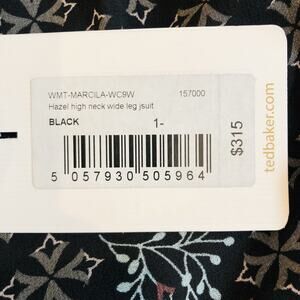 WMT-MARCILA-WC9W 157000
Hazel high neck wide leg jsuit
BLACK 1-
5 057930 505964
$315
tedbaker.com